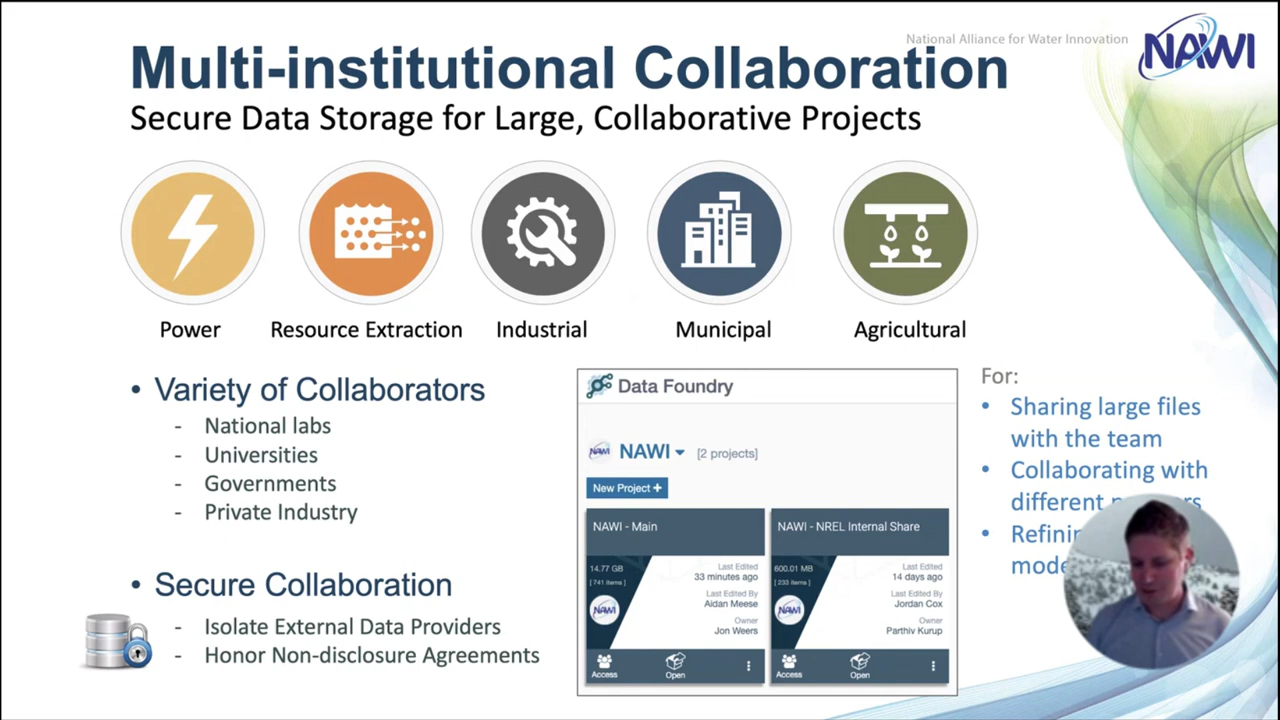 National Alliance for Water Innovation
NAWI
Multi-institutional Collaboration
Secure Data Storage for Large, Collaborative Projects
Power
Resource Extraction
Industrial
Municipal
Agricultural
• Variety of Collaborators
- National labs
- Universities
- Governments
- Private Industry
• Secure Collaboration
- Isolate External Data Providers
- Honor Non-disclosure Agreements
Data Foundry
NAWI
NAWI
[2 projects]
New Project +
NAWI - Main
14.77 GB
[ 741 items ]
Last Edited
33 minutes ago
NAWI
Last Edited By
Aidan Meese
Owner
Jon Weers
Access
Open
NAWI - NREL Internal Share
600.01 MB
[ 233 items ]
Last Edited
14 days ago
NAWI
Last Edited By
Jordan Cox
Owner
Parthiv Kurup
Access
Open
For:
• Sharing large files
with the team
• Collaborating with
different
•